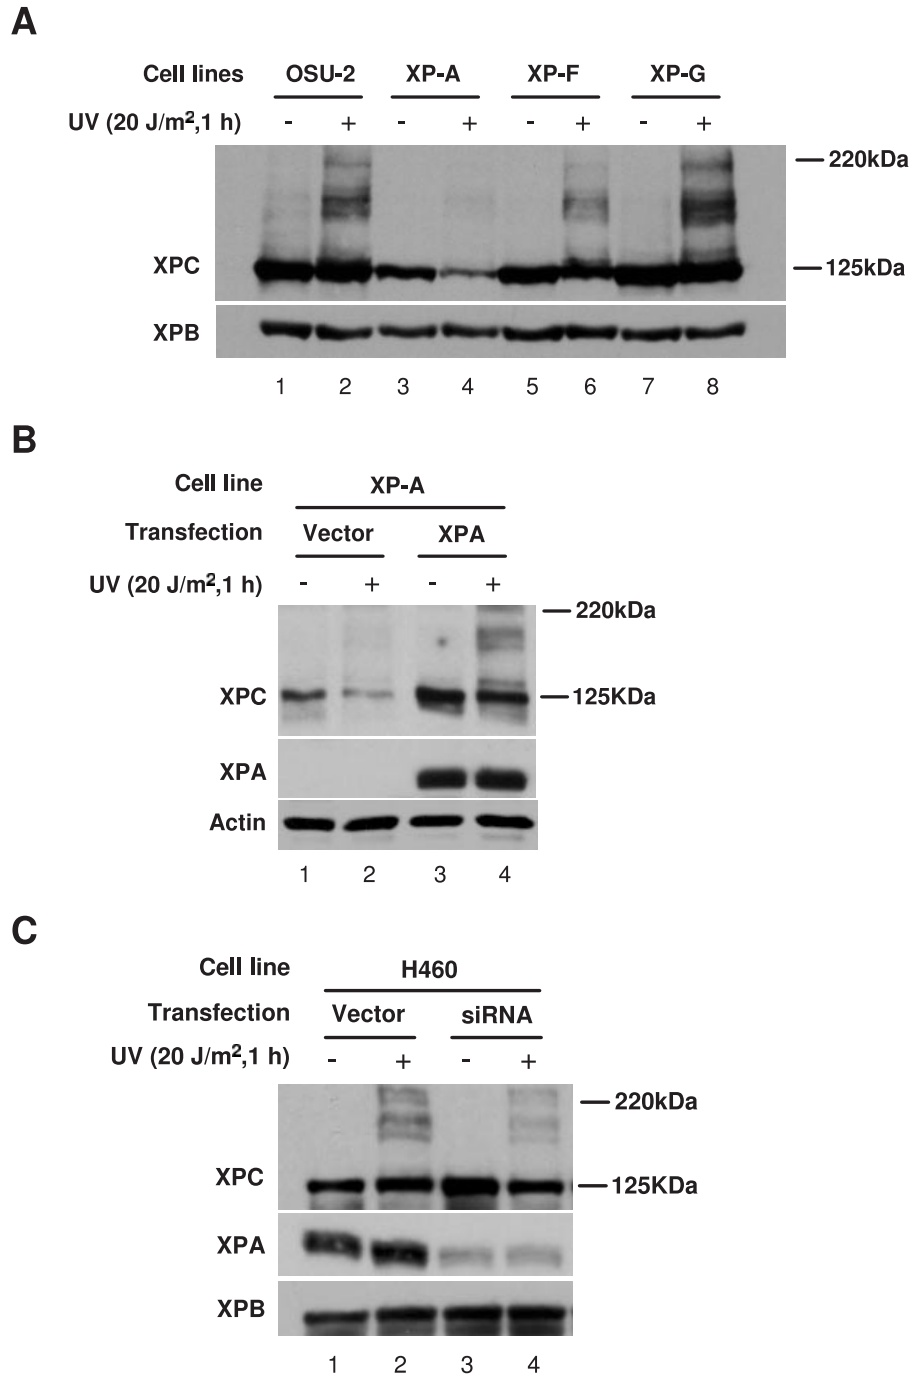 A
Cell lines OSU-2 XP-A XP-F XP-G
UV (20 J/m²,1 h) - + - + - + - +
220kDa
XPC 125kDa
XPB
1 2 3 4 5 6 7 8
B
Cell line XP-A
Transfection Vector XPA
UV (20 J/m²,1 h) - + - +
220kDa
XPC 125KDa
XPA
Actin
1 2 3 4
C
Cell line H460
Transfection Vector siRNA
UV (20 J/m²,1 h) - + - +
220kDa
XPC 125KDa
XPA
XPB
1 2 3 4